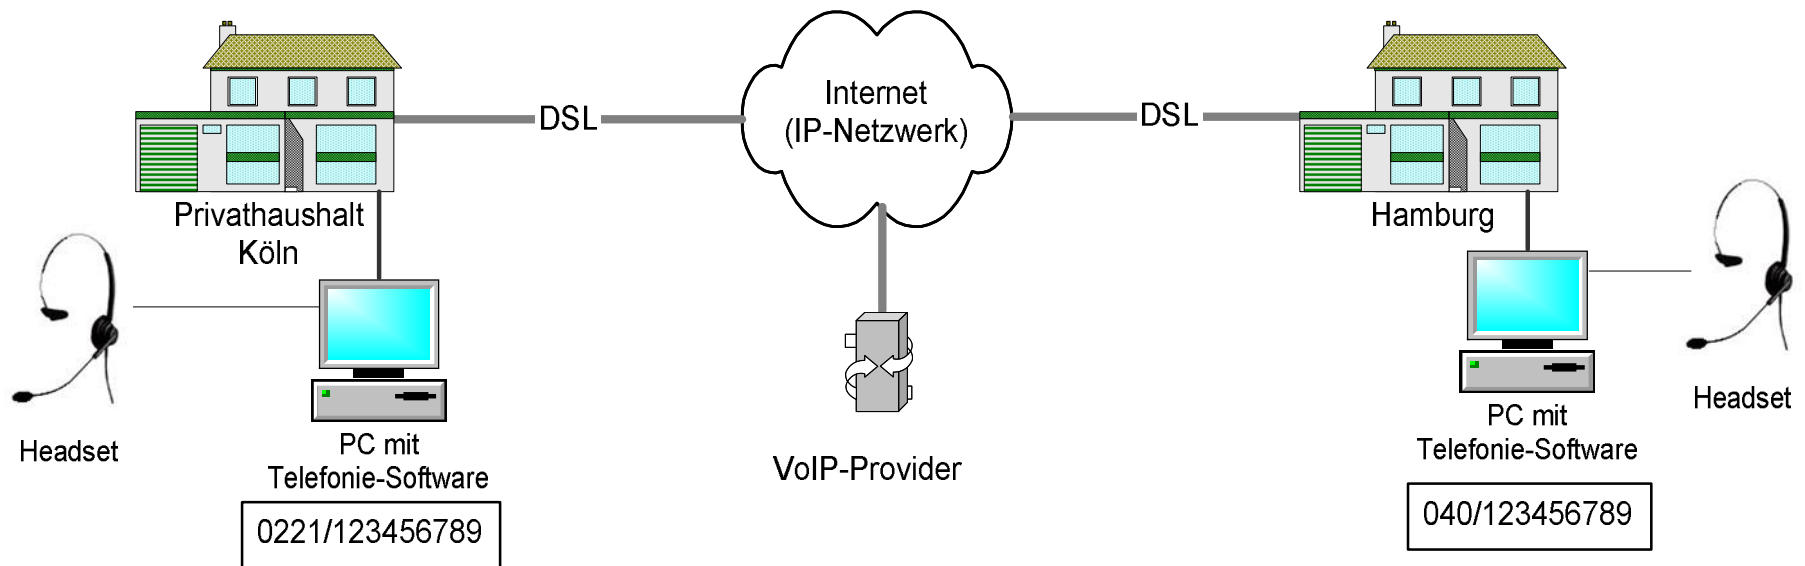 DSL
Internet
(IP-Netzwerk)
DSL
Privathaushalt
Köln
Hamburg
Headset
PC mit
Telefonie-Software
0221/123456789
VoIP-Provider
PC mit
Telefonie-Software
040/123456789
Headset